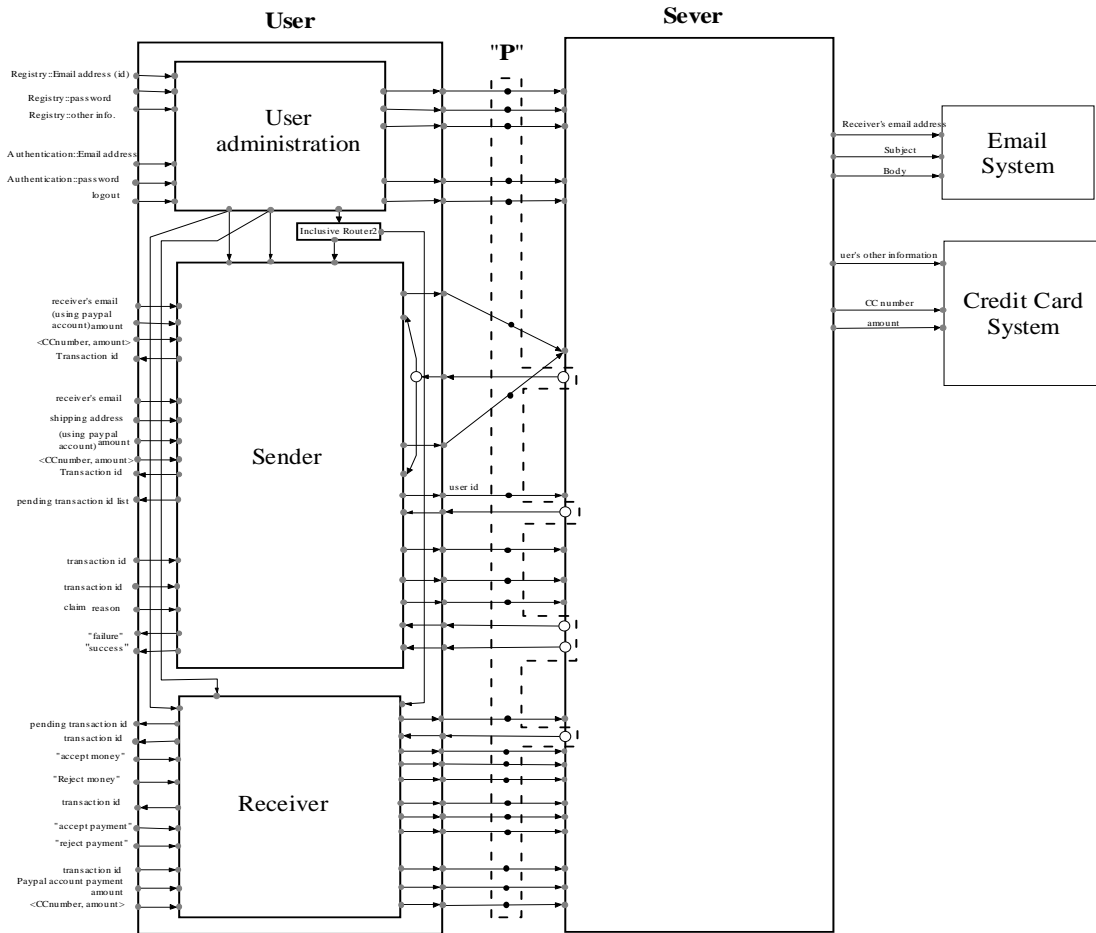 User
Sever
"P"
Registry::Email address (id)
Registry::password
Registry::other info.
Authentication::Email address
Authentication::password
logout
User
administration
Inclusive Router2
Receiver's email address
Subject
Body
Email
System
uer's other information
CC number
amount
Credit Card
System
receiver's email
(using paypal
account) amount
<CCnumber, amount>
Transaction id
receiver's email
shipping address
(using paypal
account) amount
<CCnumber, amount>
Transaction id
pending transaction id list
Sender
user id
transaction id
transaction id
claim reason
"failure"
"success"
pending transaction id
transaction id
"accept money"
"Reject money"
transaction id
"accept payment"
"reject payment"
transaction id
Paypal account payment
amount
<CCnumber, amount>
Receiver